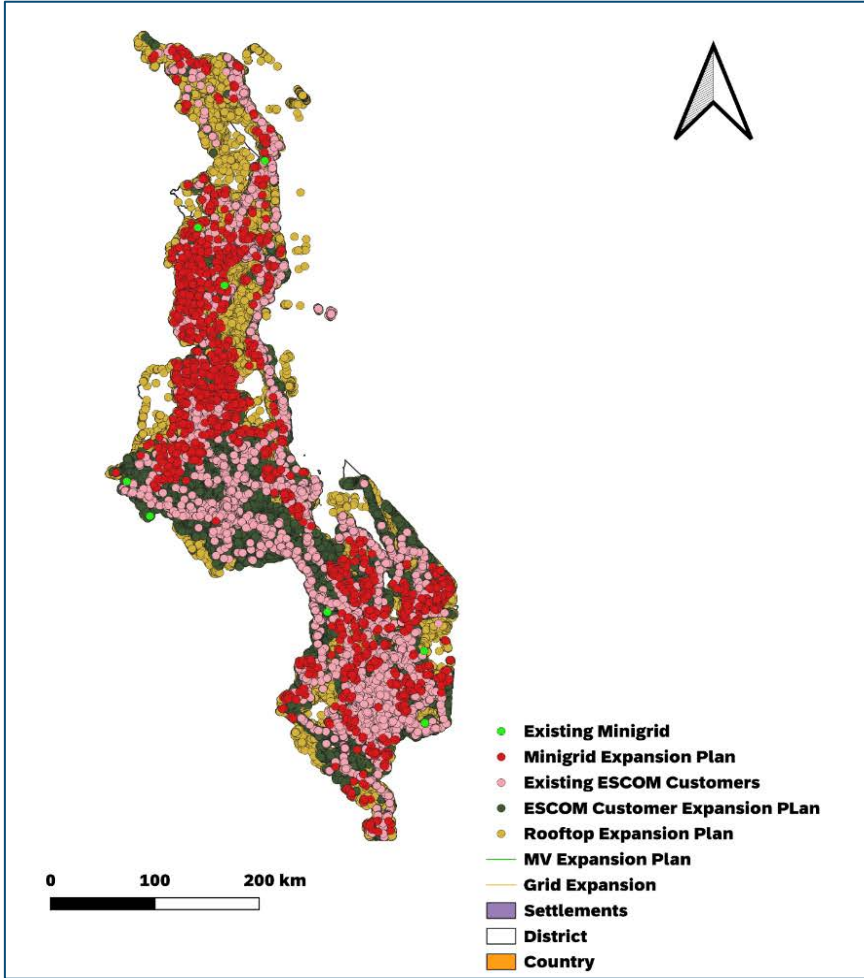 Existing Minigrid
Minigrid Expansion Plan
Existing ESCOM Customers
ESCOM Customer Expansion PLan
Rooftop Expansion Plan
MV Expansion Plan
Grid Expansion
Settlements
District
Country
0 100 200 km